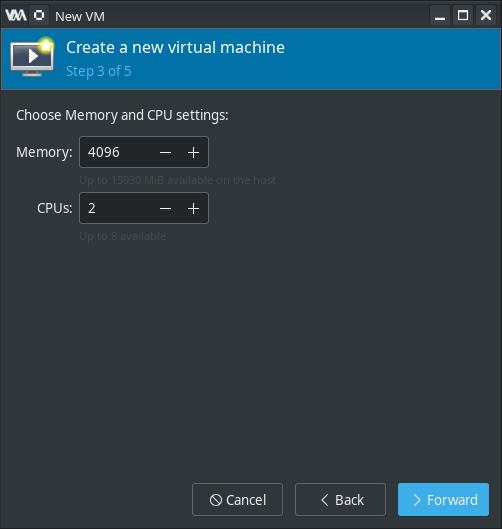 New VM
Create a new virtual machine
Step 3 of 5
Choose Memory and CPU settings:
Memory: 4096
Up to 15930 MiB available on the host
CPUs: 2
Up to 8 available
Cancel
Back
Forward